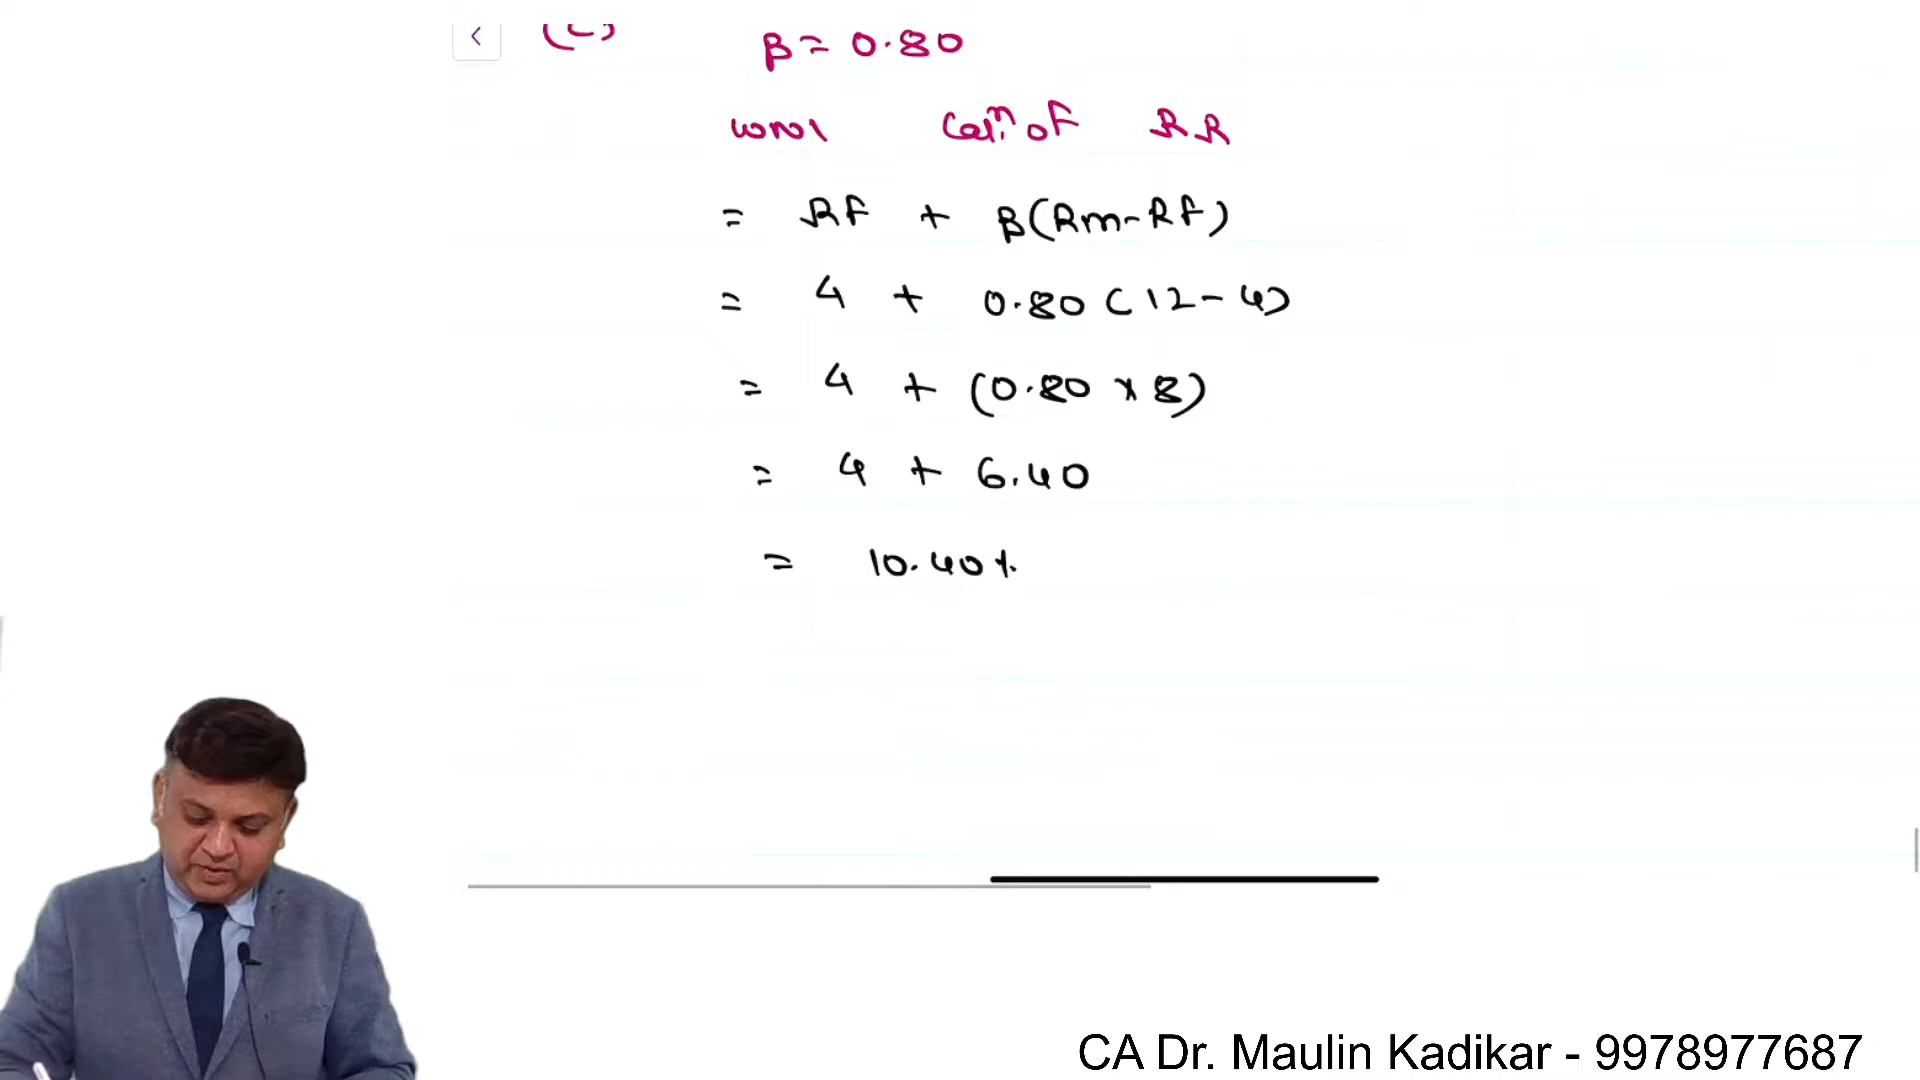 (C) β = 0.80
WN1 Calⁿ of RR
= RF + β(Rm-RF)
= 4 + 0.80 (12-4)
= 4 + (0.80 x 8)
= 4 + 6.40
= 10.40%
CA Dr. Maulin Kadikar - 9978977687